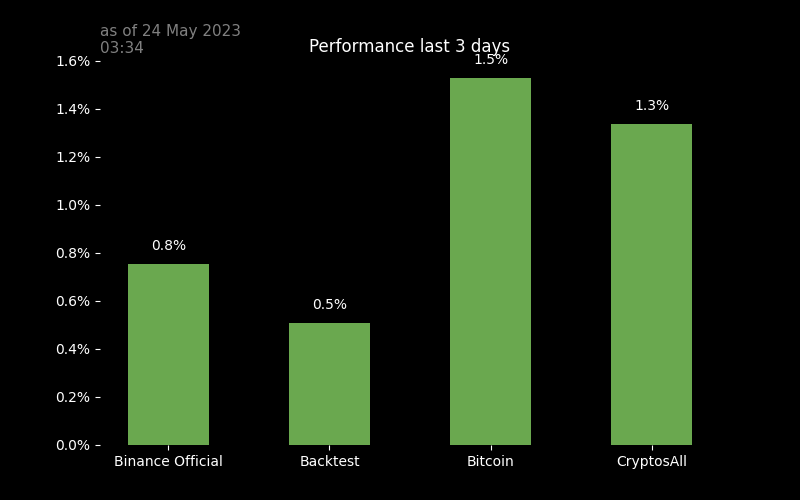 as of 24 May 2023
03:34
Performance last 3 days
1.6%
1.4%
1.2%
1.0%
0.8%
0.6%
0.4%
0.2%
0.0%
0.8%
0.5%
1.5%
1.3%
Binance Official
Backtest
Bitcoin
CryptosAll